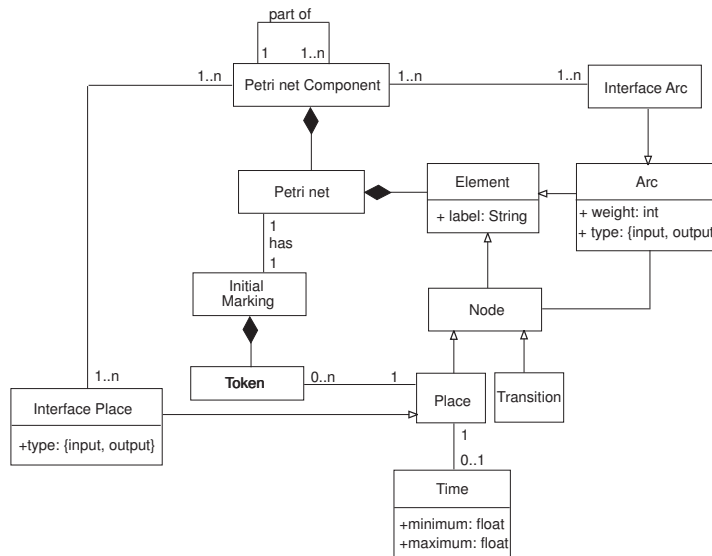 part of
1
1..n
1..n
Petri net Component
1..n
1..n
Interface Arc
Petri net
Element
+ label: String
Arc
+ weight: int
+ type: {input, output
1
has
1
Initial
Marking
Node
Token
0..n
1
Place
Transition
1..n
Interface Place
+type: {input, output}
1
0..1
Time
+minimum: float
+maximum: float